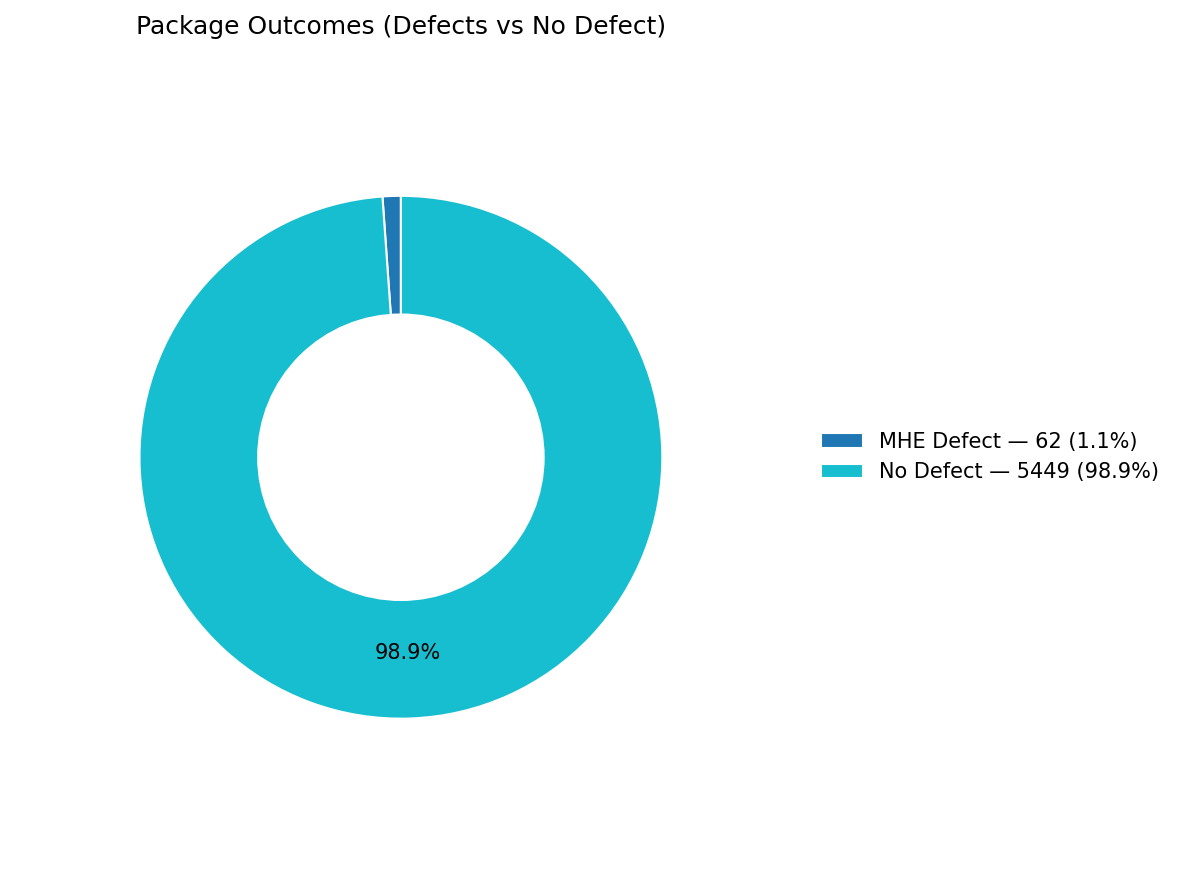 Package Outcomes (Defects vs No Defect)
MHE Defect — 62 (1.1%)
No Defect — 5449 (98.9%)
98.9%